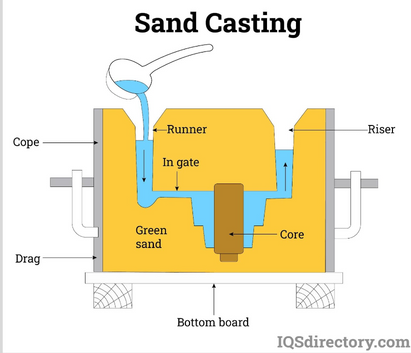 Sand Casting
Runner
Riser
Cope
In gate
Green
sand
Core
Drag
Bottom board
IQSdirectory.com